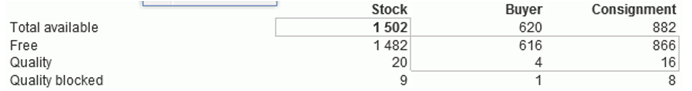 Stock Buyer Consignment
Total available 1 502 620 882
Free 1 482 616 866
Quality 20 4 16
Quality blocked 9 1 8